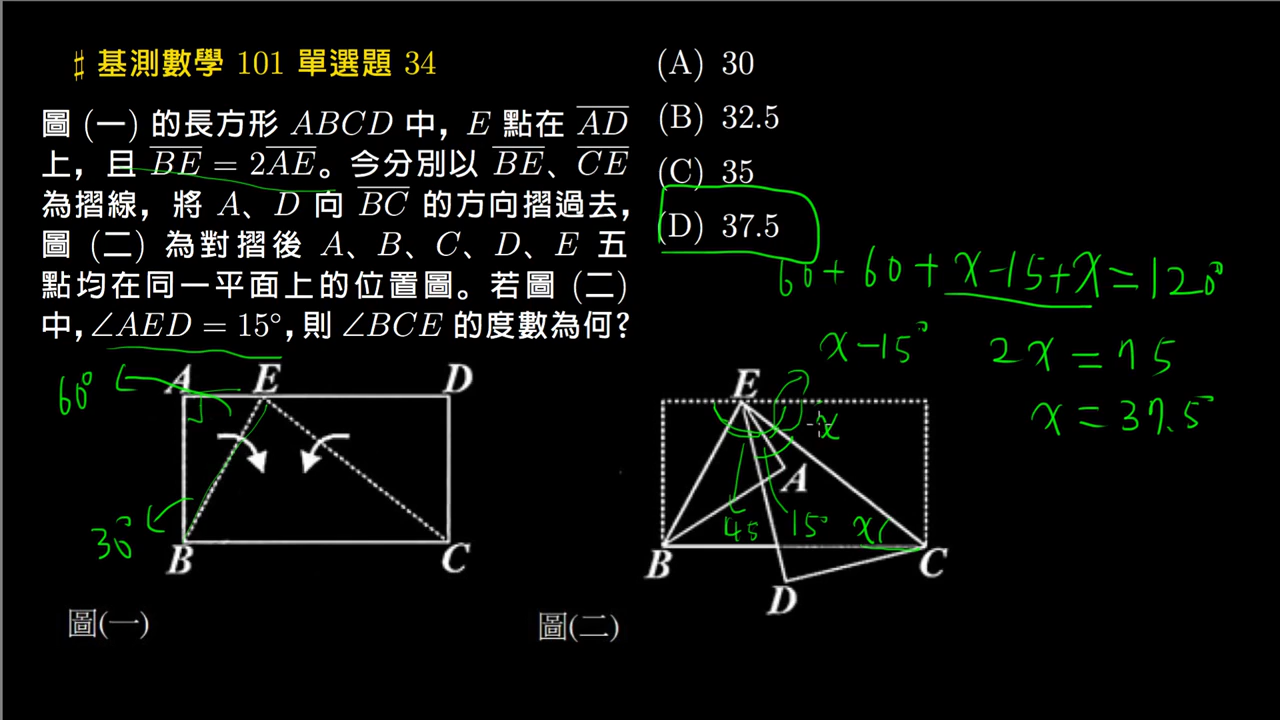 ♯ 基測數學 101 單選題 34
圖 (一) 的長方形 ABCD 中, E 點在 AD
上, 且 BE = 2AE。今分別以 BE、CE
為摺線, 將 A、D 向 BC 的方向摺過去,
圖 (二) 為對摺後 A、B、C、D、E 五
點均在同一平面上的位置圖。若圖 (二)
中, ∠AED = 15°, 則 ∠BCE 的度數為何?
(A) 30
(B) 32.5
(C) 35
(D) 37.5
60 + 60 + x - 15 + x = 120°
x - 15°
2x = 75
x = 37.5°
60°
A E D
30°
B C
圖(一)
E
x
A
45 15° x
B C
D
圖(二)